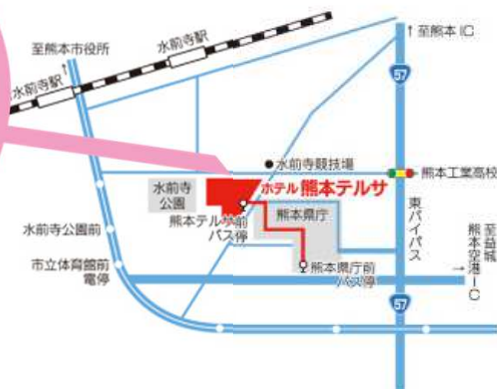 至熊本市役所
水前寺駅
水前寺駅
↑至熊本IC
57
水前寺競技場
熊本工業高校
水前寺
公園
ホテル熊本テルサ
熊本テルサ前
バス停
熊本県庁
東バイパス
水前寺公園前
市立体育館前
電停
熊本県庁前
バス停
至益城
熊本空港IC
57